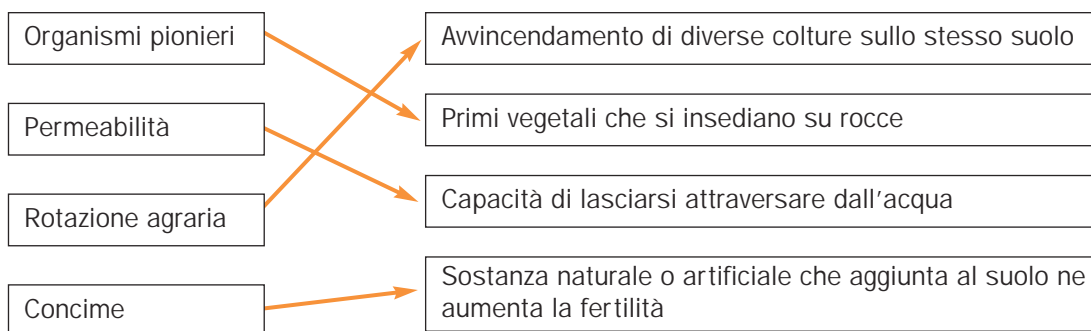 Organismi pionieri
Avvincendamento di diverse colture sullo stesso suolo
Permeabilità
Primi vegetali che si insediano su rocce
Rotazione agraria
Capacità di lasciarsi attraversare dall'acqua
Concime
Sostanza naturale o artificiale che aggiunta al suolo ne
aumenta la fertilità